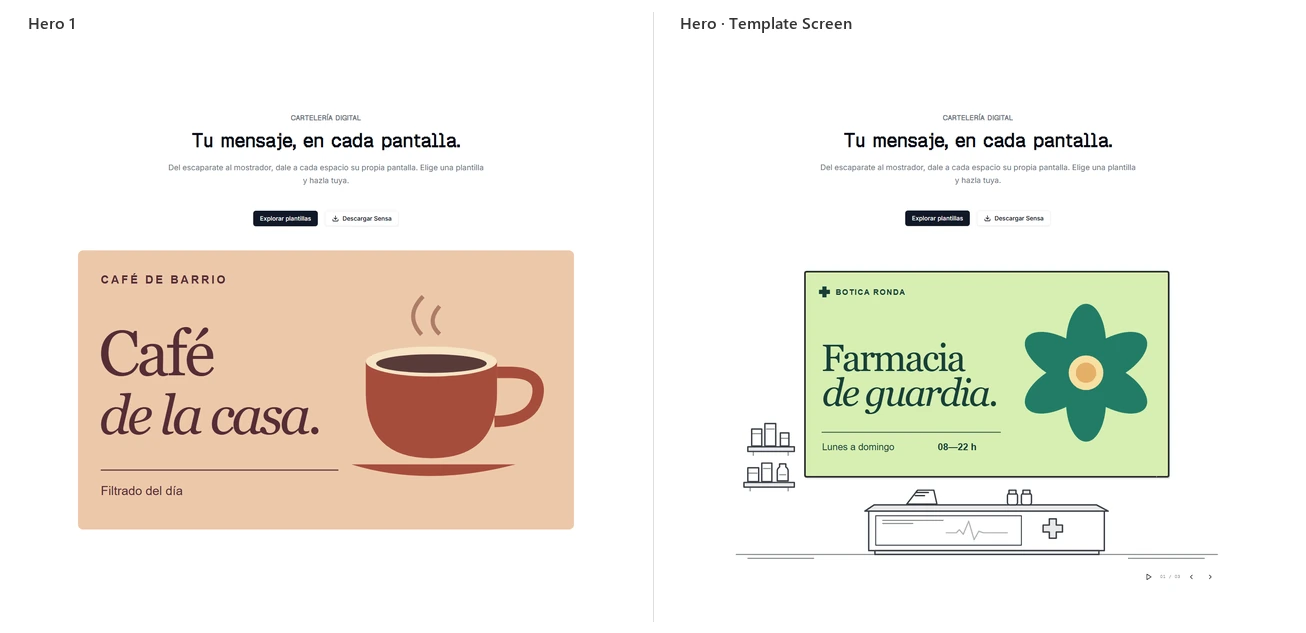 Hero 1
CARTELERÍA DIGITAL
Tu mensaje, en cada pantalla.
Del escaparate al mostrador, dale a cada espacio su propia pantalla. Elige una plantilla
y hazla tuya.
Explorar plantillas
Descargar Sensa
CAFÉ DE BARRIO
Café
de la casa.
Filtrado del día
Hero · Template Screen
CARTELERÍA DIGITAL
Tu mensaje, en cada pantalla.
Del escaparate al mostrador, dale a cada espacio su propia pantalla. Elige una plantilla
y hazla tuya.
Explorar plantillas
Descargar Sensa
BOTICA RONDA
Farmacia
de guardia.
Lunes a domingo
08—22 h